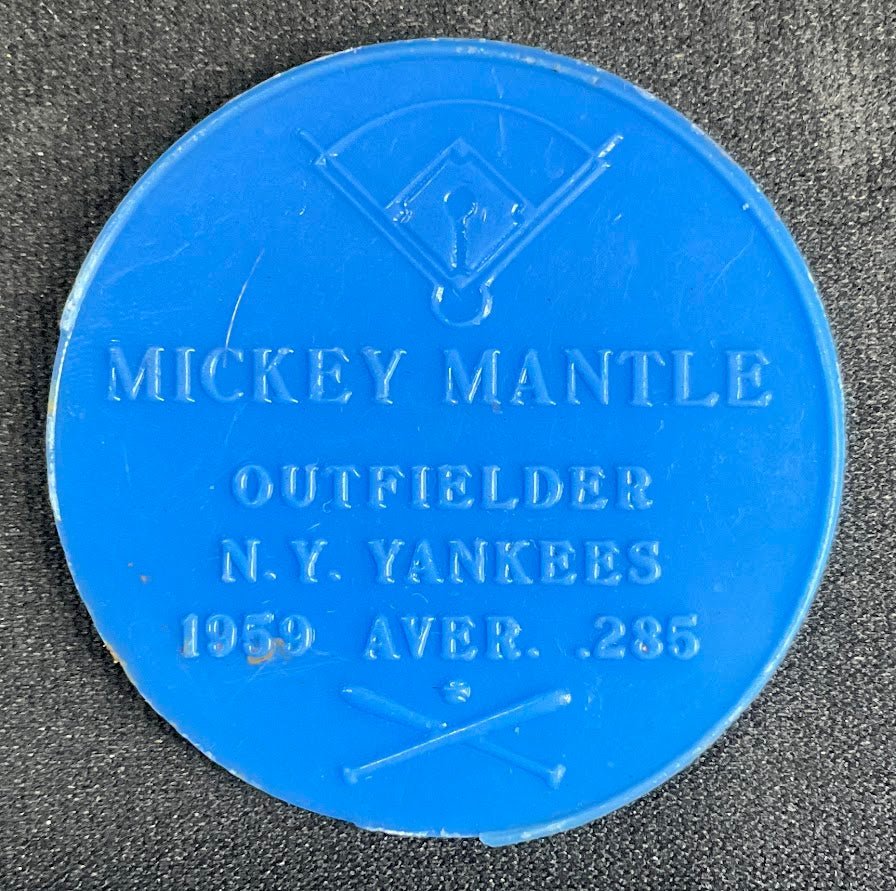 MICKEY MANTLE
OUTFIELDER
N.Y. YANKEES
1959 AVER. .285